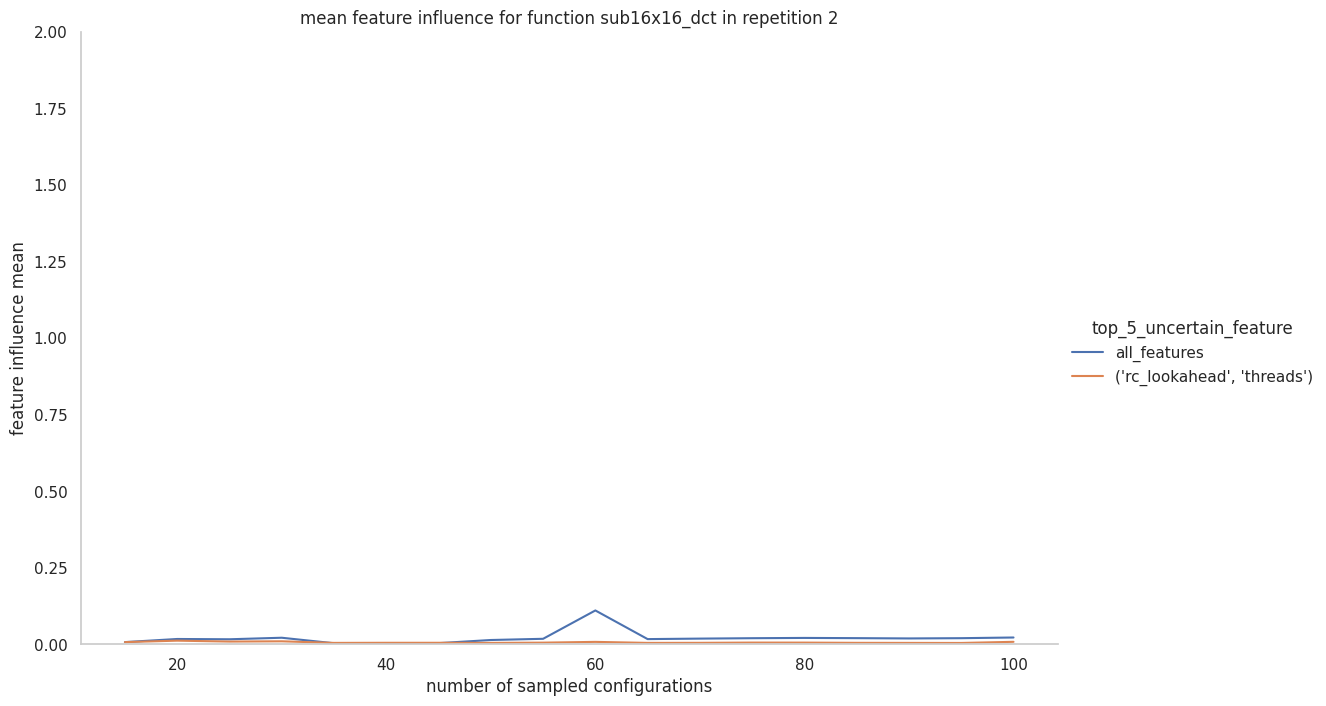 mean feature influence for function sub16x16_dct in repetition 2
2.00
1.75
1.50
1.25
1.00
0.75
0.50
0.25
0.00
feature influence mean
20
40
60
80
100
number of sampled configurations
top_5_uncertain_feature
all_features
('rc_lookahead', 'threads')